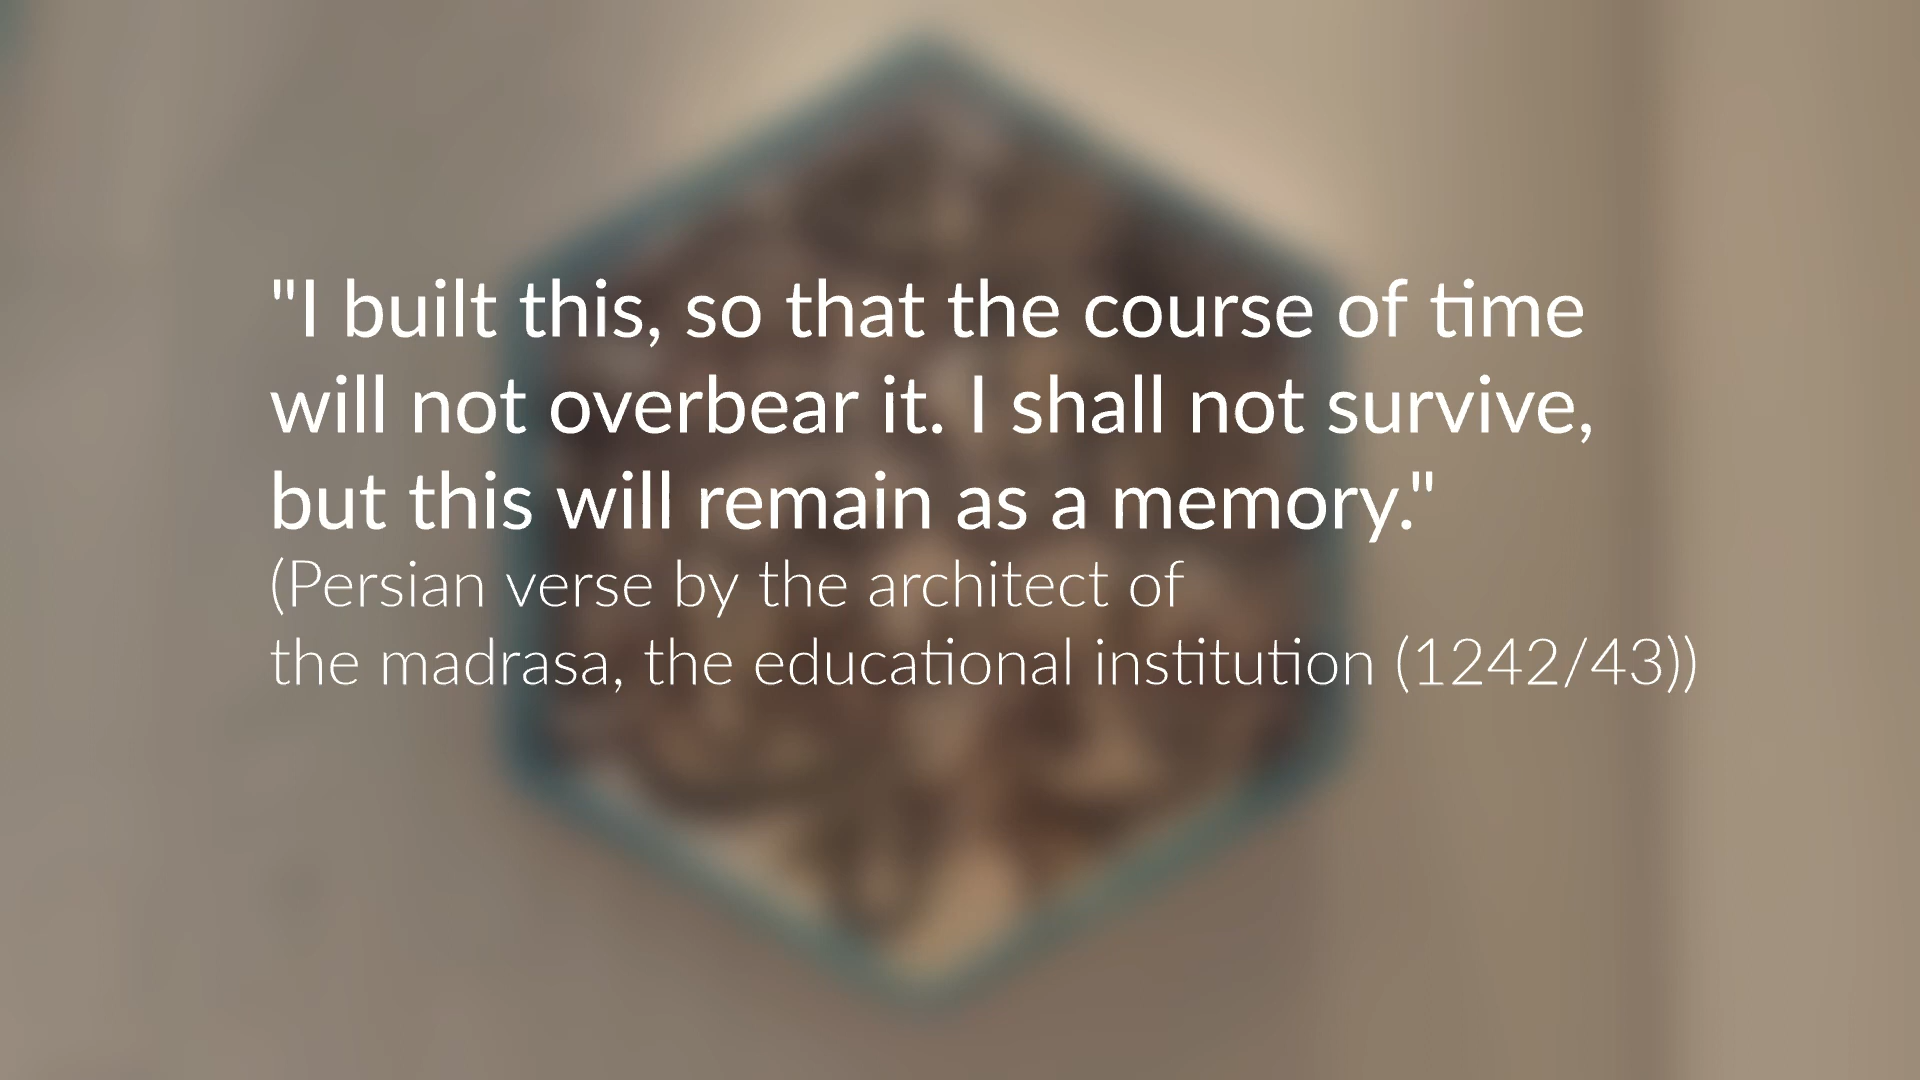 "I built this, so that the course of time
will not overbear it. I shall not survive,
but this will remain as a memory."
(Persian verse by the architect of
the madrasa, the educational institution (1242/43))